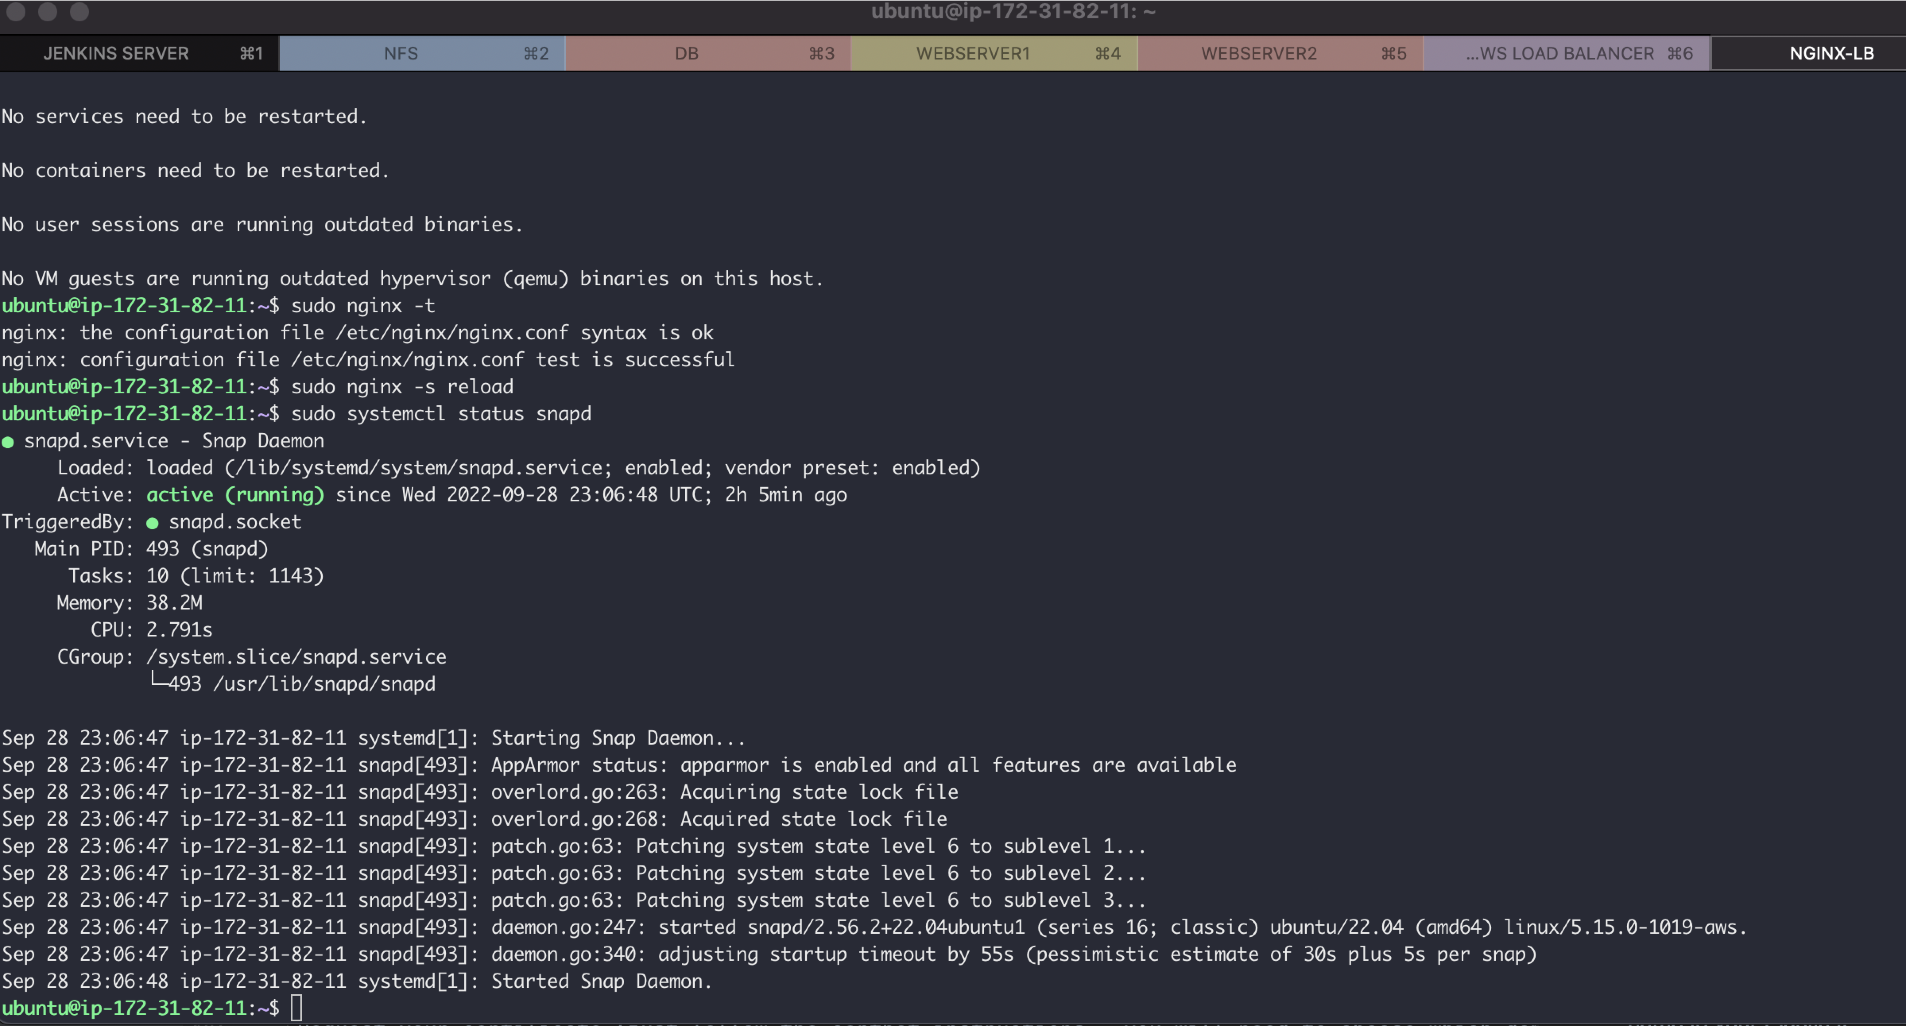 ubuntu@ip-172-31-82-11: ~
JENKINS SERVER ⌘1 NFS ⌘2 DB ⌘3 WEBSERVER1 ⌘4 WEBSERVER2 ⌘5 ...WS LOAD BALANCER ⌘6 NGINX-LB
No services need to be restarted.
No containers need to be restarted.
No user sessions are running outdated binaries.
No VM guests are running outdated hypervisor (qemu) binaries on this host.
ubuntu@ip-172-31-82-11:~$ sudo nginx -t
nginx: the configuration file /etc/nginx/nginx.conf syntax is ok
nginx: configuration file /etc/nginx/nginx.conf test is successful
ubuntu@ip-172-31-82-11:~$ sudo nginx -s reload
ubuntu@ip-172-31-82-11:~$ sudo systemctl status snapd
● snapd.service - Snap Daemon
Loaded: loaded (/lib/systemd/system/snapd.service; enabled; vendor preset: enabled)
Active: active (running) since Wed 2022-09-28 23:06:48 UTC; 2h 5min ago
TriggeredBy: ● snapd.socket
Main PID: 493 (snapd)
Tasks: 10 (limit: 1143)
Memory: 38.2M
CPU: 2.791s
CGroup: /system.slice/snapd.service
└─493 /usr/lib/snapd/snapd
Sep 28 23:06:47 ip-172-31-82-11 systemd[1]: Starting Snap Daemon...
Sep 28 23:06:47 ip-172-31-82-11 snapd[493]: AppArmor status: apparmor is enabled and all features are available
Sep 28 23:06:47 ip-172-31-82-11 snapd[493]: overlord.go:263: Acquiring state lock file
Sep 28 23:06:47 ip-172-31-82-11 snapd[493]: overlord.go:268: Acquired state lock file
Sep 28 23:06:47 ip-172-31-82-11 snapd[493]: patch.go:63: Patching system state level 6 to sublevel 1...
Sep 28 23:06:47 ip-172-31-82-11 snapd[493]: patch.go:63: Patching system state level 6 to sublevel 2...
Sep 28 23:06:47 ip-172-31-82-11 snapd[493]: patch.go:63: Patching system state level 6 to sublevel 3...
Sep 28 23:06:47 ip-172-31-82-11 snapd[493]: daemon.go:247: started snapd/2.56.2+22.04ubuntu1 (series 16; classic) ubuntu/22.04 (amd64) linux/5.15.0-1019-aws.
Sep 28 23:06:47 ip-172-31-82-11 snapd[493]: daemon.go:340: adjusting startup timeout by 55s (pessimistic estimate of 30s plus 5s per snap)
Sep 28 23:06:48 ip-172-31-82-11 systemd[1]: Started Snap Daemon.
ubuntu@ip-172-31-82-11:~$